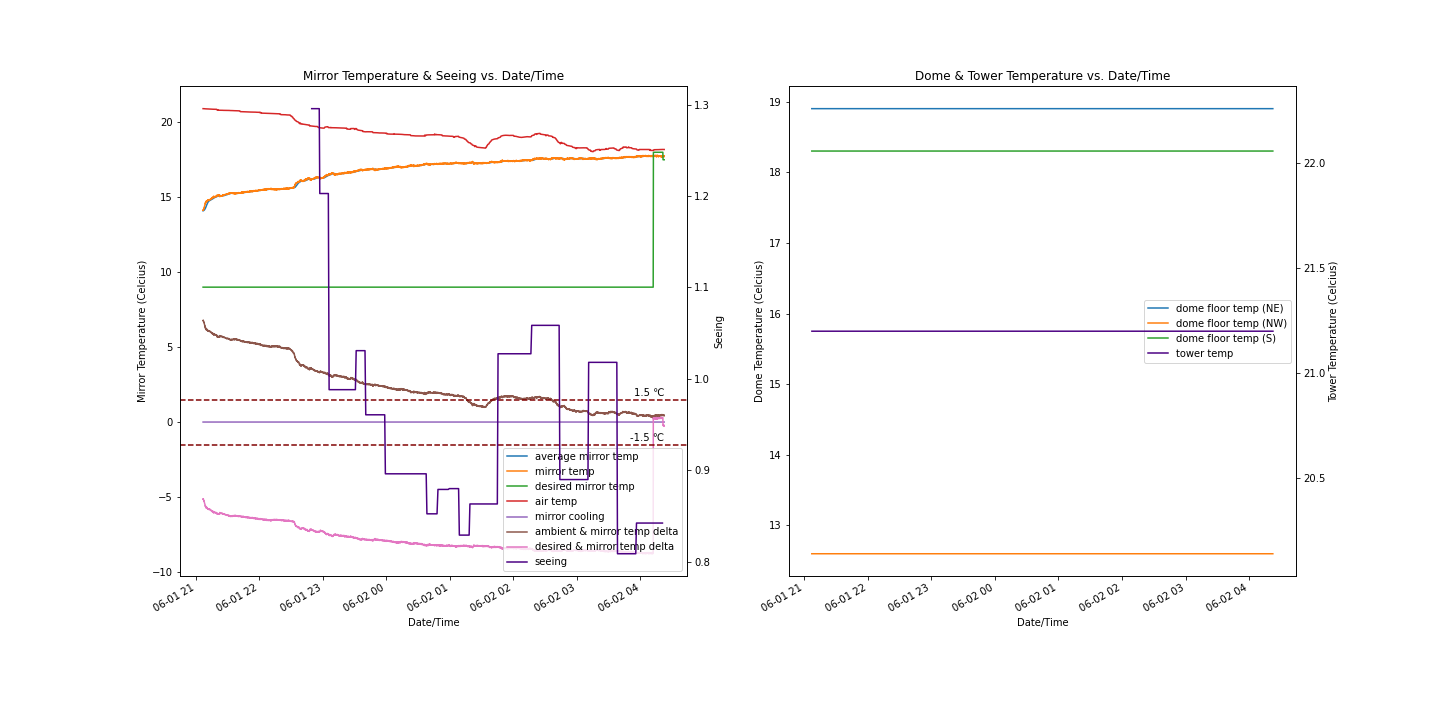 Mirror Temperature & Seeing vs. Date/Time
Mirror Temperature (Celcius)
20
15
10
5
0
−5
−10
1.3
1.2
1.1
1.0
0.9
0.8
Seeing
1.5 °C
-1.5 °C
average mirror temp
mirror temp
desired mirror temp
air temp
mirror cooling
ambient & mirror temp delta
desired & mirror temp delta
seeing
06-01 21
06-01 22
06-01 23
06-02 00
06-02 01
06-02 02
06-02 03
06-02 04
Date/Time
Dome & Tower Temperature vs. Date/Time
Dome Temperature (Celcius)
19
18
17
16
15
14
13
22.0
21.5
21.0
20.5
Tower Temperature (Celcius)
dome floor temp (NE)
dome floor temp (NW)
dome floor temp (S)
tower temp
06-01 21
06-01 22
06-01 23
06-02 00
06-02 01
06-02 02
06-02 03
06-02 04
Date/Time